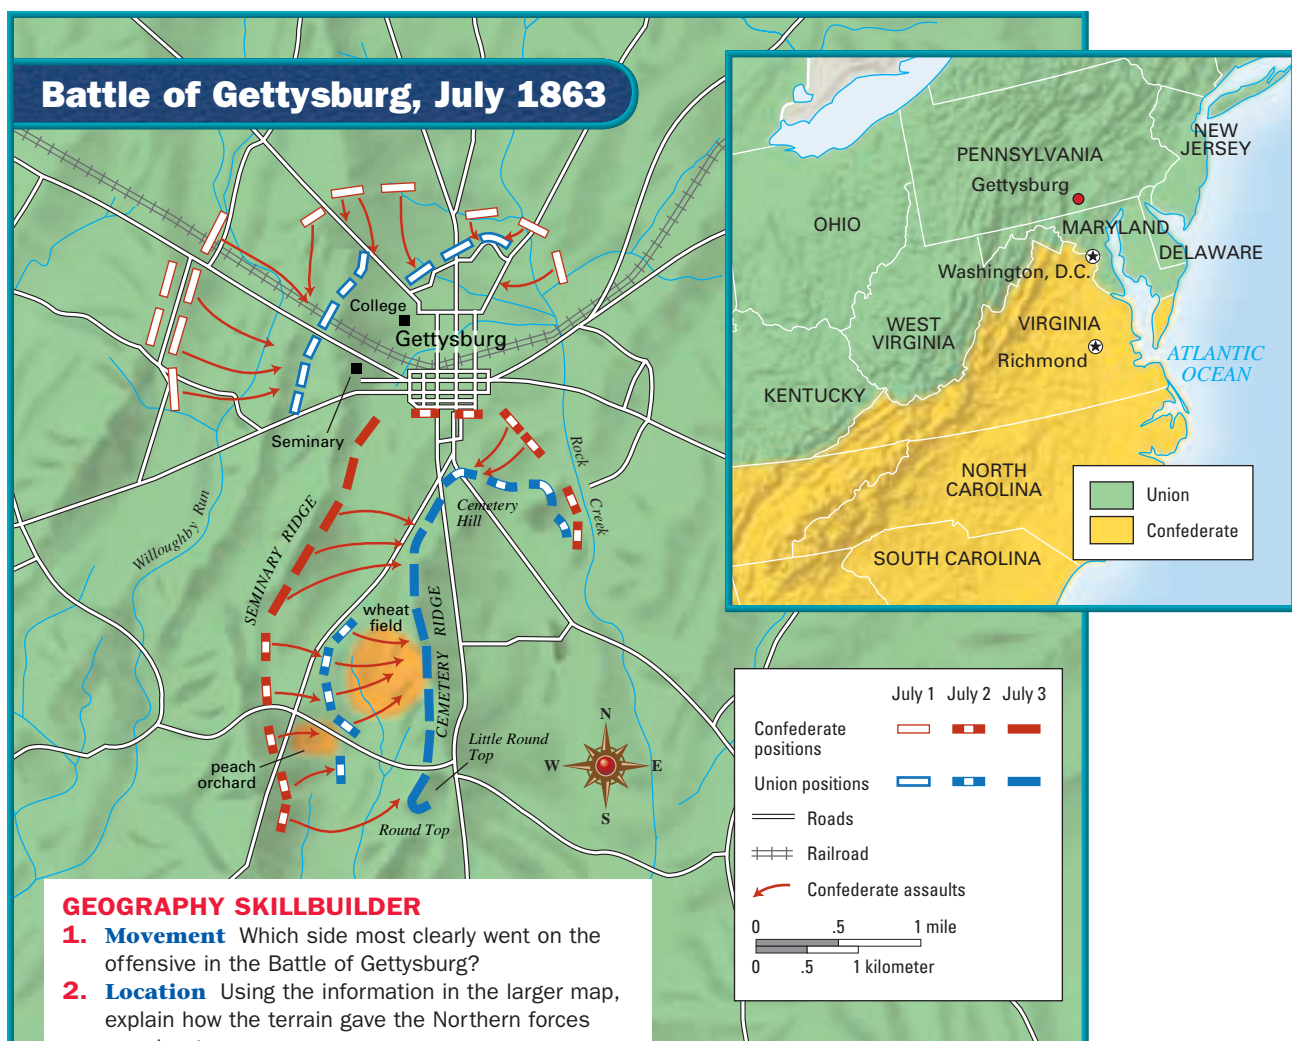 Battle of Gettysburg, July 1863
College
Gettysburg
Seminary
Rock
Creek
Cemetery
Hill
Willoughby Run
SEMINARY RIDGE
wheat
field
CEMETERY RIDGE
peach
orchard
Little Round
Top
Round Top
N
W
E
S
PENNSYLVANIA
Gettysburg
NEW
JERSEY
OHIO
MARYLAND
DELAWARE
Washington, D.C.
WEST
VIRGINIA
VIRGINIA
Richmond
ATLANTIC
OCEAN
KENTUCKY
NORTH
CAROLINA
SOUTH CAROLINA
Union
Confederate
July 1 July 2 July 3
Confederate
positions
Union positions
Roads
Railroad
Confederate assaults
0 .5 1 mile
0 .5 1 kilometer
GEOGRAPHY SKILLBUILDER
1. Movement Which side most clearly went on the
offensive in the Battle of Gettysburg?
2. Location Using the information in the larger map,
explain how the terrain gave the Northern forces